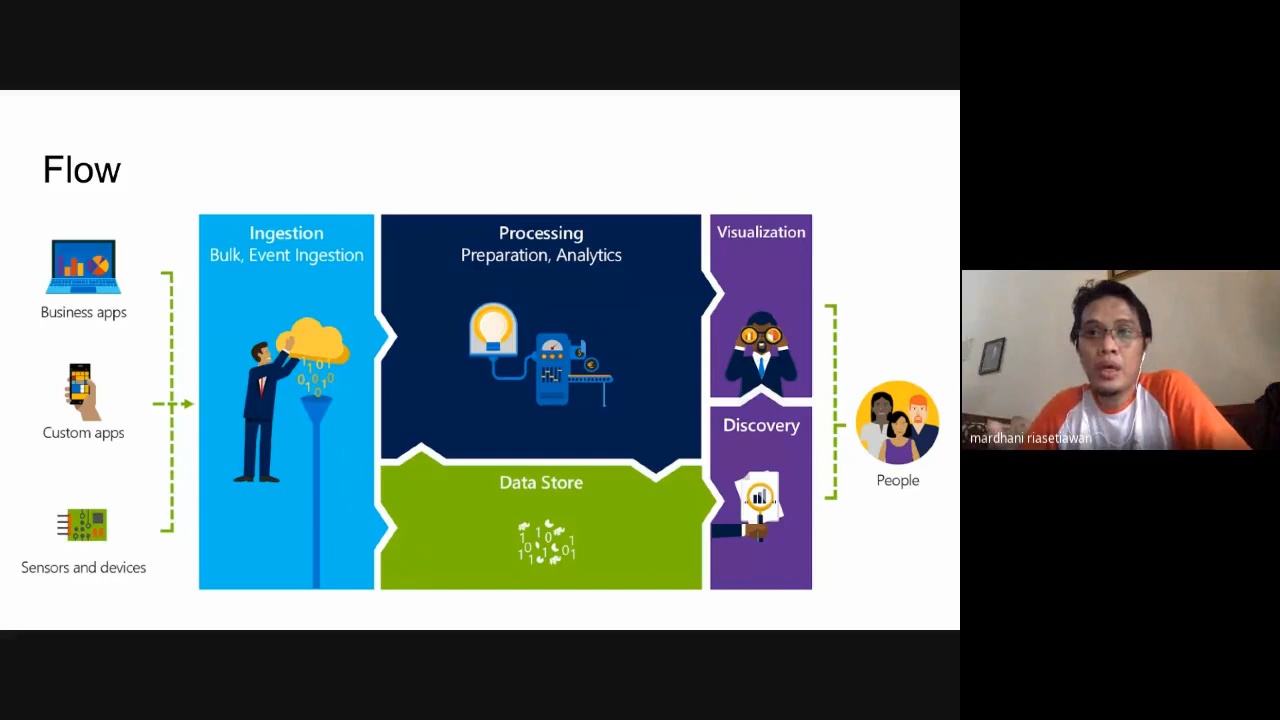 Flow
Business apps
Custom apps
Sensors and devices
Ingestion
Bulk, Event Ingestion
Processing
Preparation, Analytics
Data Store
Visualization
Discovery
People
mardhani riasetiawan